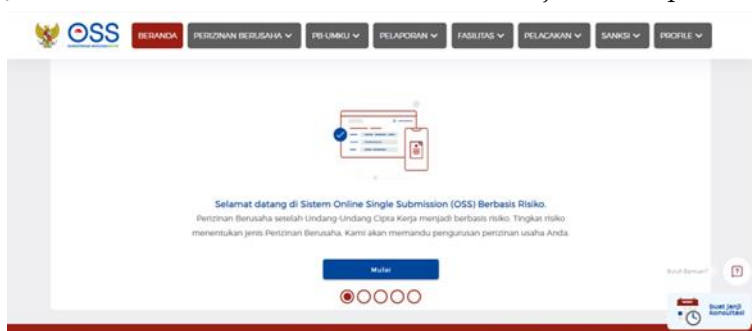 OSS
BERANDA
PERIZINAN BERUSAHA
PB-UMKU
PELAPORAN
FASILITAS
PELACAKAN
SANKSI
PROFILE
Selamat datang di Sistem Online Single Submission (OSS) Berbasis Risiko.
Perizinan Berusaha setelah Undang-Undang Cipta Kerja menjadi berbasis risiko. Tingkat risiko
menentukan jenis Perizinan Berusaha. Kami akan memandu pengurusan perizinan usaha Anda.
Mulai
Butuh Bantuan?
Buat Janji
Konsultasi